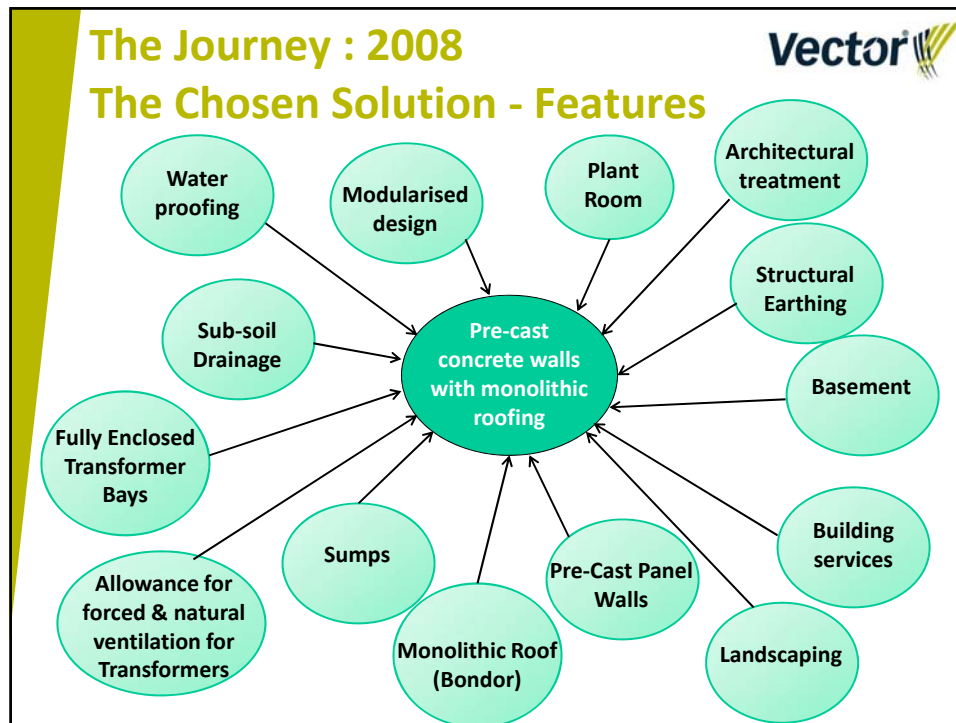 The Journey : 2008
The Chosen Solution - Features
Vector
Water
proofing
Modularised
design
Plant
Room
Architectural
treatment
Structural
Earthing
Sub-soil
Drainage
Pre-cast
concrete walls
with monolithic
roofing
Basement
Fully Enclosed
Transformer
Bays
Building
services
Sumps
Pre-Cast Panel
Walls
Allowance for
forced & natural
ventilation for
Transformers
Monolithic Roof
(Bondor)
Landscaping